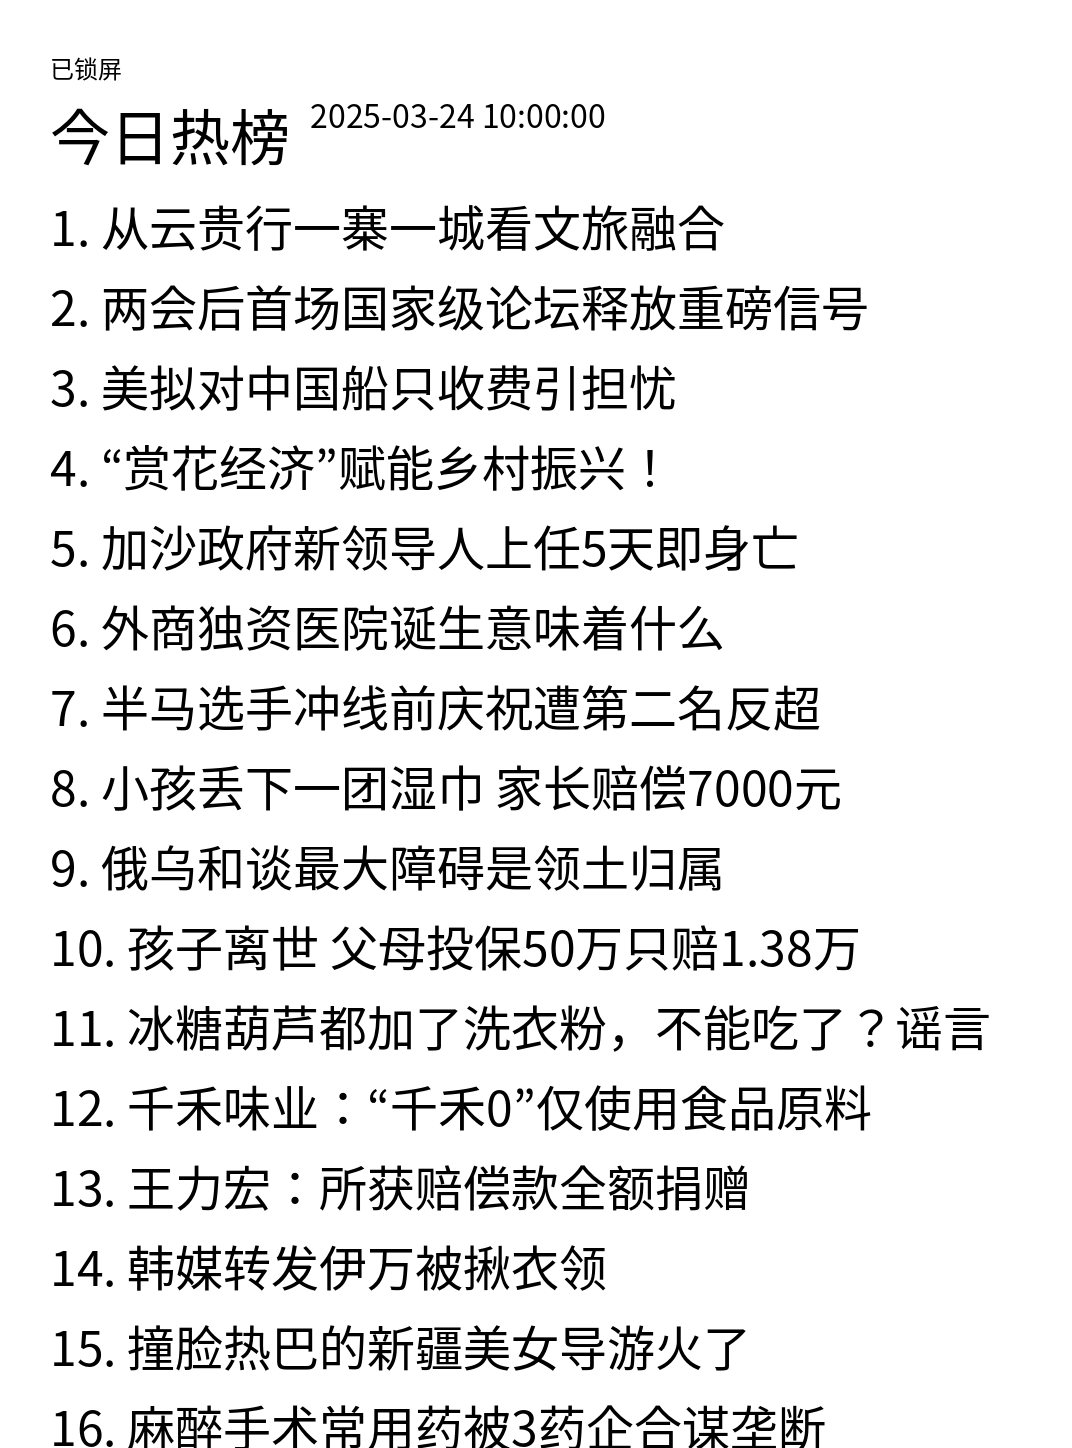 已锁屏
今日热榜 2025-03-24 10:00:00
1. 从云贵行一寨一城看文旅融合
2. 两会后首场国家级论坛释放重磅信号
3. 美拟对中国船只收费引担忧
4. “赏花经济”赋能乡村振兴！
5. 加沙政府新领导人上任5天即身亡
6. 外商独资医院诞生意味着什么
7. 半马选手冲线前庆祝遭第二名反超
8. 小孩丢下一团湿巾 家长赔偿7000元
9. 俄乌和谈最大障碍是领土归属
10. 孩子离世 父母投保50万只赔1.38万
11. 冰糖葫芦都加了洗衣粉，不能吃了？谣言
12. 千禾味业：“千禾0”仅使用食品原料
13. 王力宏：所获赔偿款全额捐赠
14. 韩媒转发伊万被揪衣领
15. 撞脸热巴的新疆美女导游火了
16. 麻醉手术常用药被3药企合谋垄断